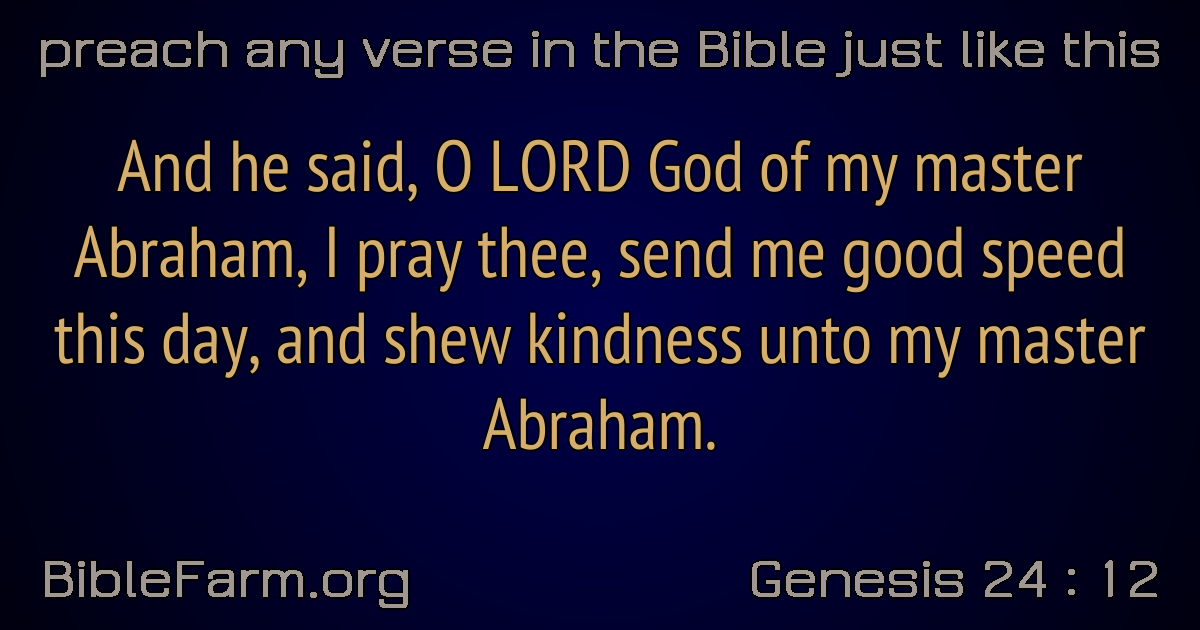 preach any verse in the Bible just like this
And he said, O LORD God of my master
Abraham, I pray thee, send me good speed
this day, and shew kindness unto my master
Abraham.
BibleFarm.org
Genesis 24 : 12